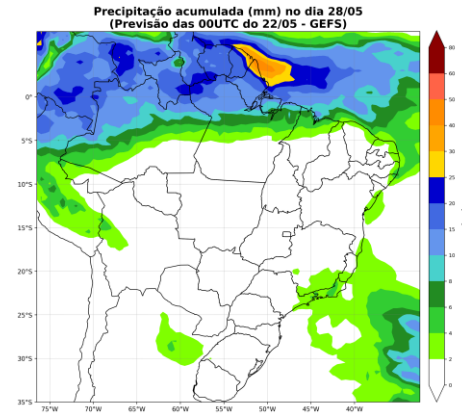 Precipitação acumulada (mm) no dia 28/05
(Previsão das 00UTC do 22/05 - GEFS)
0°
5°S
10°S
15°S
20°S
25°S
30°S
35°S
75°W
70°W
65°W
60°W
55°W
50°W
45°W
40°W
80
60
50
40
30
25
20
15
10
8
6
4
2
0